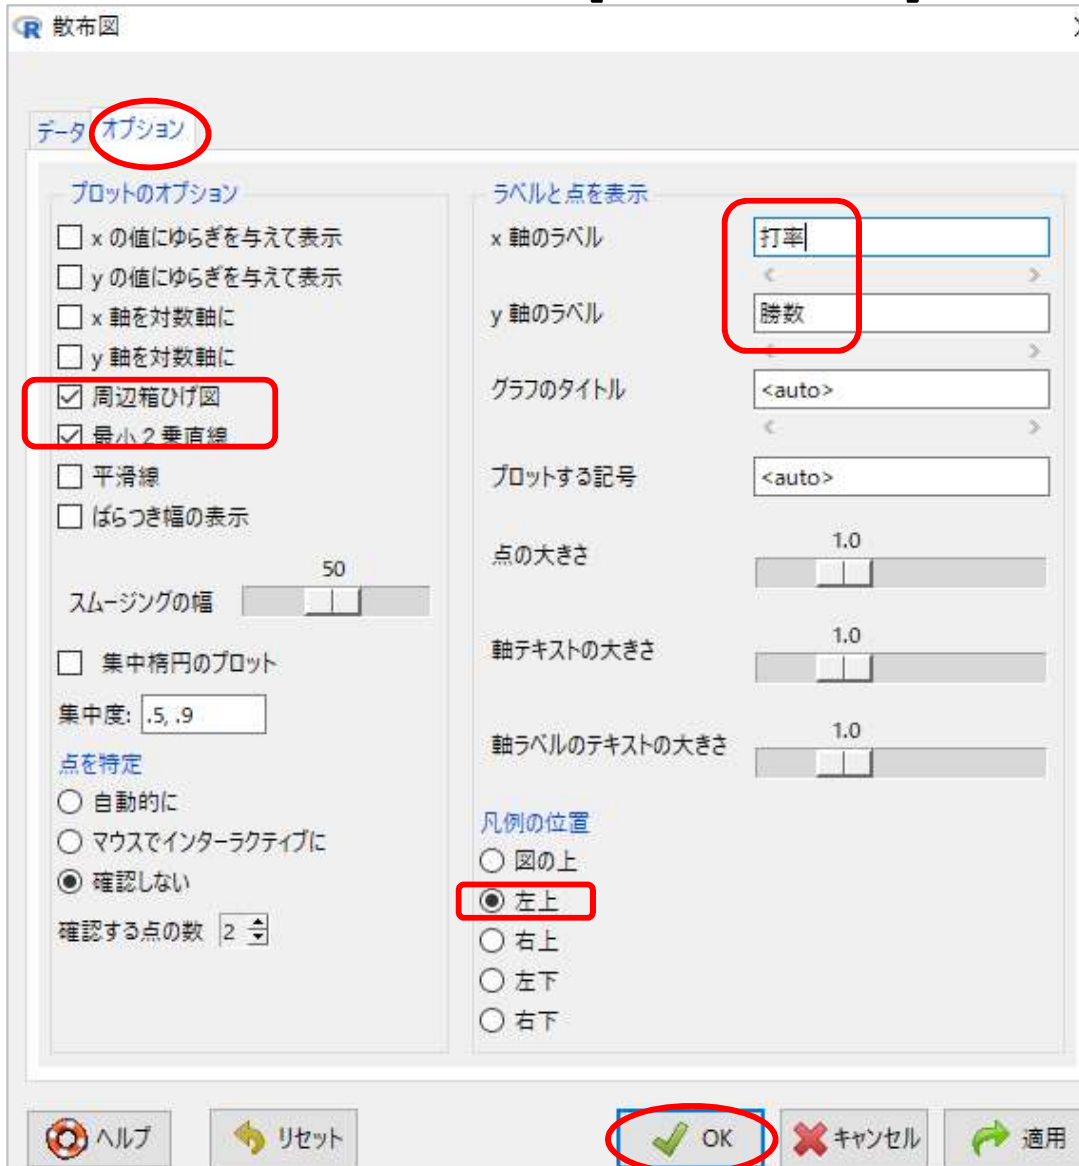 散布図
データ オプション
プロットのオプション
x の値にゆらぎを与えて表示
y の値にゆらぎを与えて表示
x 軸を対数軸に
y 軸を対数軸に
周辺箱ひげ図
最小2乗直線
平滑線
ばらつき幅の表示
50
スムージングの幅
集中楕円のプロット
集中度: .5, .9
点を特定
自動的に
マウスでインターラクティブに
確認しない
確認する点の数 2
ラベルと点を表示
x 軸のラベル 打率
y 軸のラベル 勝数
グラフのタイトル <auto>
プロットする記号 <auto>
1.0
点の大きさ
1.0
軸テキストの大きさ
1.0
軸ラベルのテキストの大きさ
凡例の位置
図の上
左上
右上
左下
右下
ヘルプ リセット OK キャンセル 適用